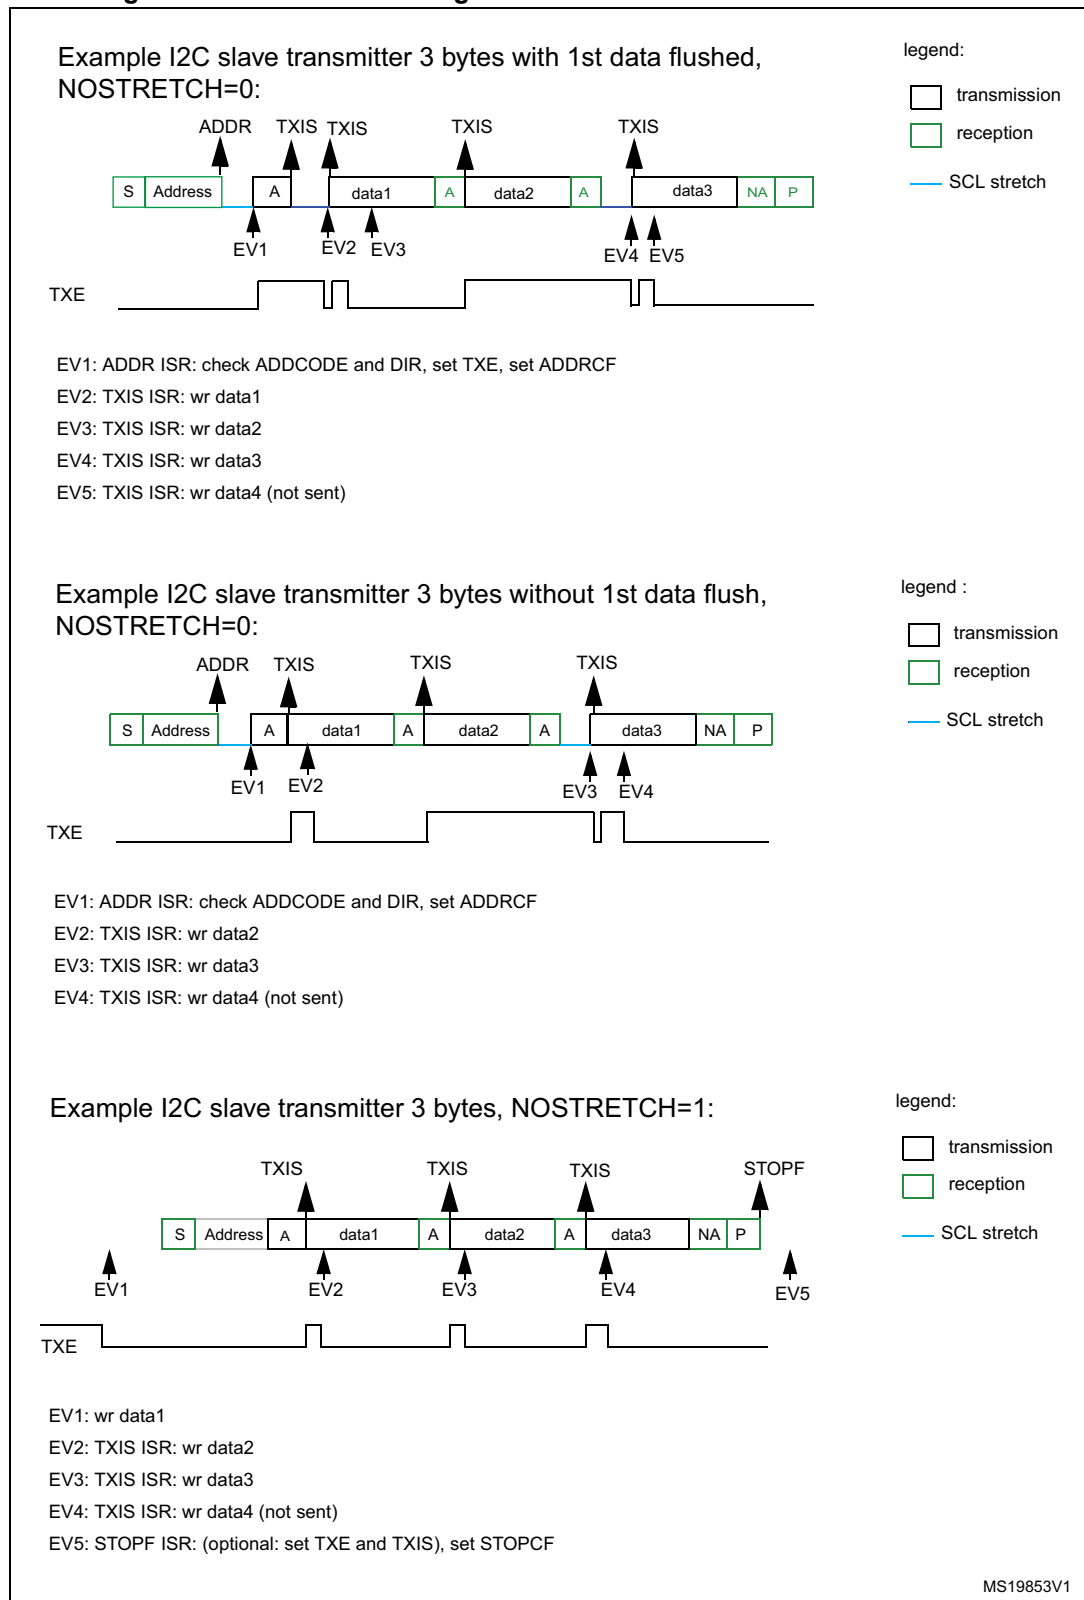 Example I2C slave transmitter 3 bytes with 1st data flushed,
NOSTRETCH=0:
legend:
transmission
reception
SCL stretch
ADDR TXIS TXIS TXIS TXIS
S Address A data1 A data2 A data3 NA P
EV1 EV2 EV3 EV4 EV5
TXE
EV1: ADDR ISR: check ADDCODE and DIR, set TXE, set ADDRCF
EV2: TXIS ISR: wr data1
EV3: TXIS ISR: wr data2
EV4: TXIS ISR: wr data3
EV5: TXIS ISR: wr data4 (not sent)
Example I2C slave transmitter 3 bytes without 1st data flush,
NOSTRETCH=0:
legend :
transmission
reception
SCL stretch
ADDR TXIS TXIS TXIS
S Address A data1 A data2 A data3 NA P
EV1 EV2 EV3 EV4
TXE
EV1: ADDR ISR: check ADDCODE and DIR, set ADDRCF
EV2: TXIS ISR: wr data2
EV3: TXIS ISR: wr data3
EV4: TXIS ISR: wr data4 (not sent)
Example I2C slave transmitter 3 bytes, NOSTRETCH=1:
legend:
transmission
reception
SCL stretch
TXIS TXIS TXIS STOPF
S Address A data1 A data2 A data3 NA P
EV1 EV2 EV3 EV4 EV5
TXE
EV1: wr data1
EV2: TXIS ISR: wr data2
EV3: TXIS ISR: wr data3
EV4: TXIS ISR: wr data4 (not sent)
EV5: STOPF ISR: (optional: set TXE and TXIS), set STOPCF
MS19853V1